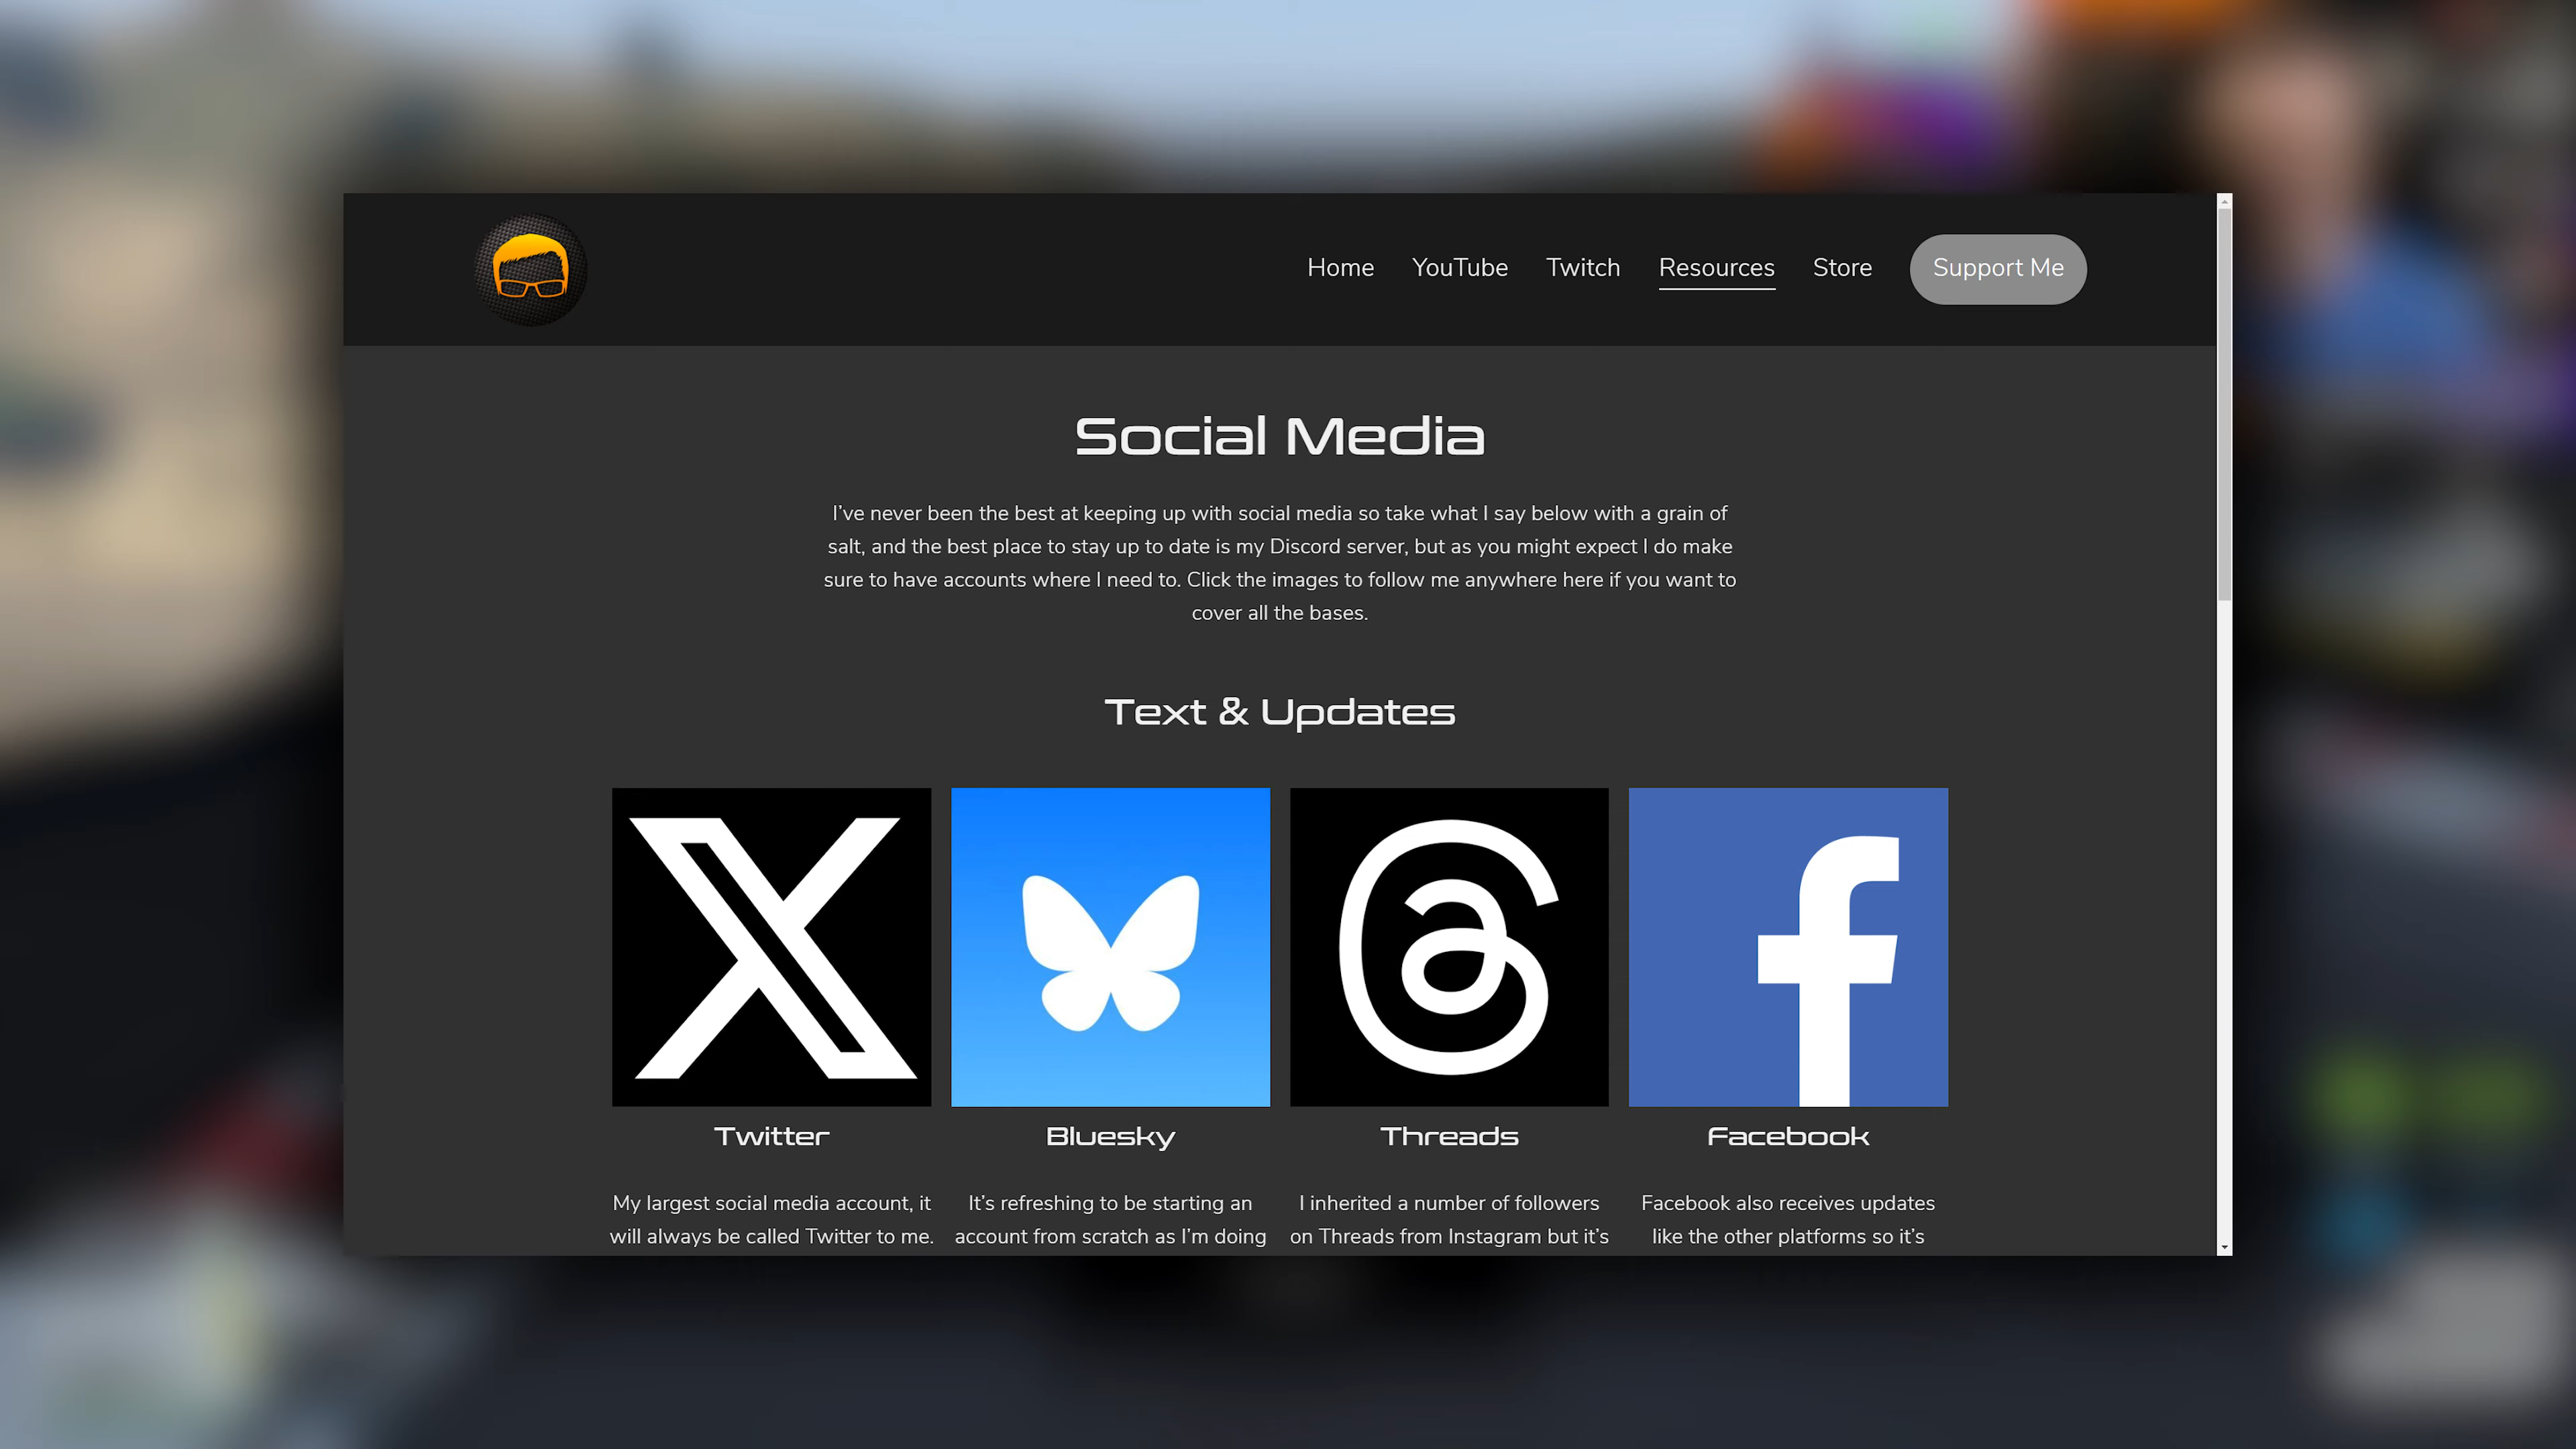 Home YouTube Twitch Resources Store Support Me
Social Media
I've never been the best at keeping up with social media so take what I say below with a grain of
salt, and the best place to stay up to date is my Discord server, but as you might expect I do make
sure to have accounts where I need to. Click the images to follow me anywhere here if you want to
cover all the bases.
Text & Updates
Twitter Bluesky Threads Facebook
My largest social media account, it
will always be called Twitter to me.
It's refreshing to be starting an
account from scratch as I'm doing
I inherited a number of followers
on Threads from Instagram but it's
Facebook also receives updates
like the other platforms so it's